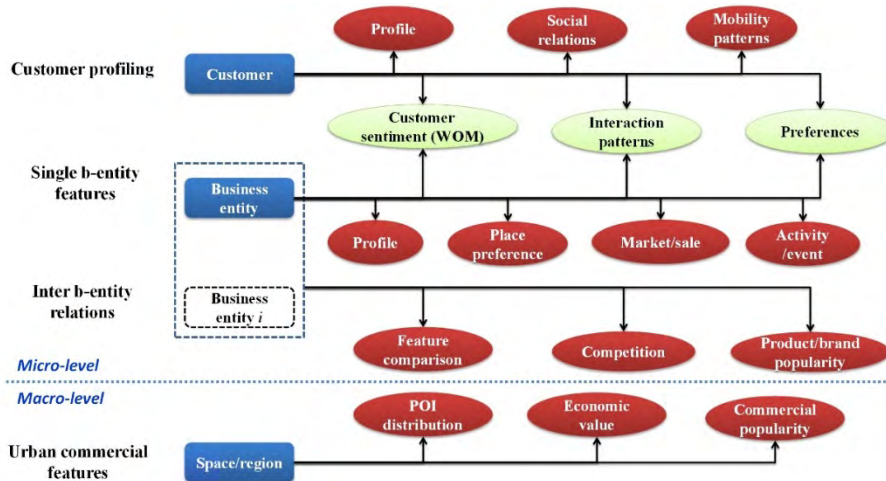 Profile
Social
relations
Mobility
patterns
Customer profiling
Customer
Customer
sentiment (WOM)
Interaction
patterns
Preferences
Single b-entity
features
Business
entity
Profile
Place
preference
Market/sale
Activity
/event
Inter b-entity
relations
Business
entity i
Feature
comparison
Competition
Product/brand
popularity
Micro-level
Macro-level
POI
distribution
Economic
value
Commercial
popularity
Urban commercial
features
Space/region